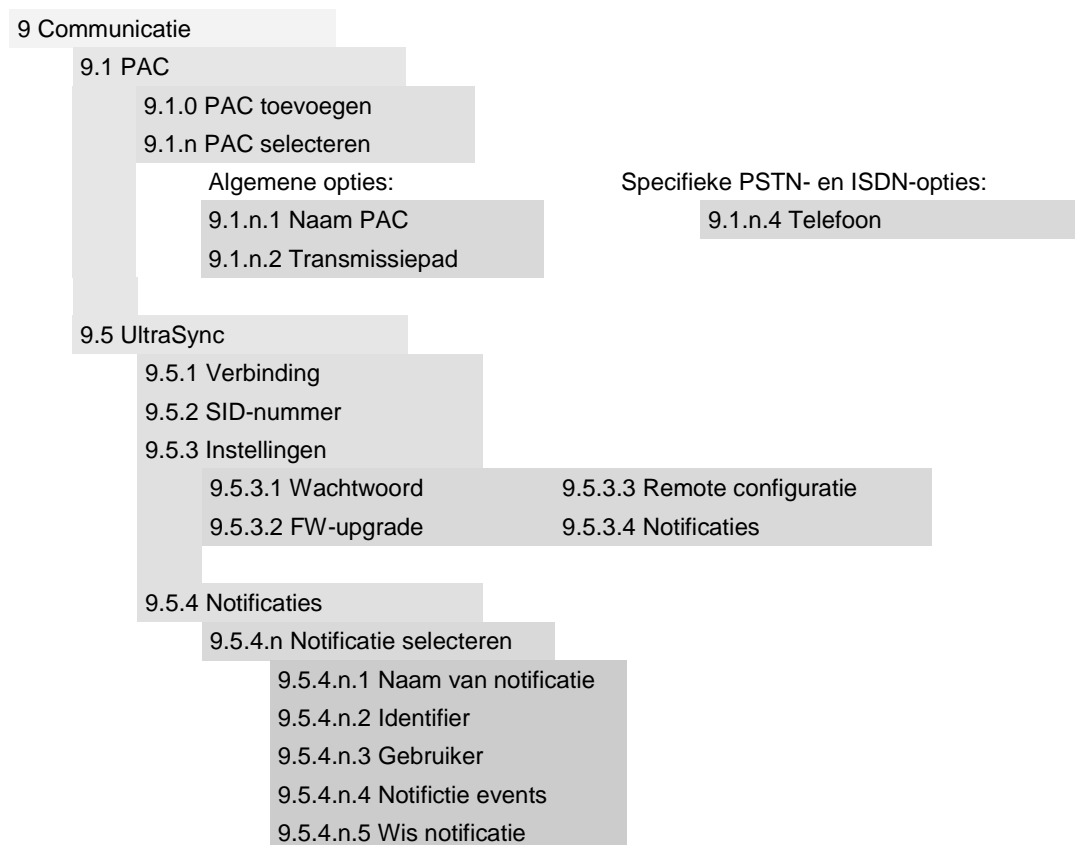 9 Communicatie
9.1 PAC
9.1.0 PAC toevoegen
9.1.n PAC selecteren
Algemene opties: Specifieke PSTN- en ISDN-opties:
9.1.n.1 Naam PAC 9.1.n.4 Telefoon
9.1.n.2 Transmissiepad
9.5 UltraSync
9.5.1 Verbinding
9.5.2 SID-nummer
9.5.3 Instellingen
9.5.3.1 Wachtwoord 9.5.3.3 Remote configuratie
9.5.3.2 FW-upgrade 9.5.3.4 Notificaties
9.5.4 Notificaties
9.5.4.n Notificatie selecteren
9.5.4.n.1 Naam van notificatie
9.5.4.n.2 Identifier
9.5.4.n.3 Gebruiker
9.5.4.n.4 Notifictie events
9.5.4.n.5 Wis notificatie